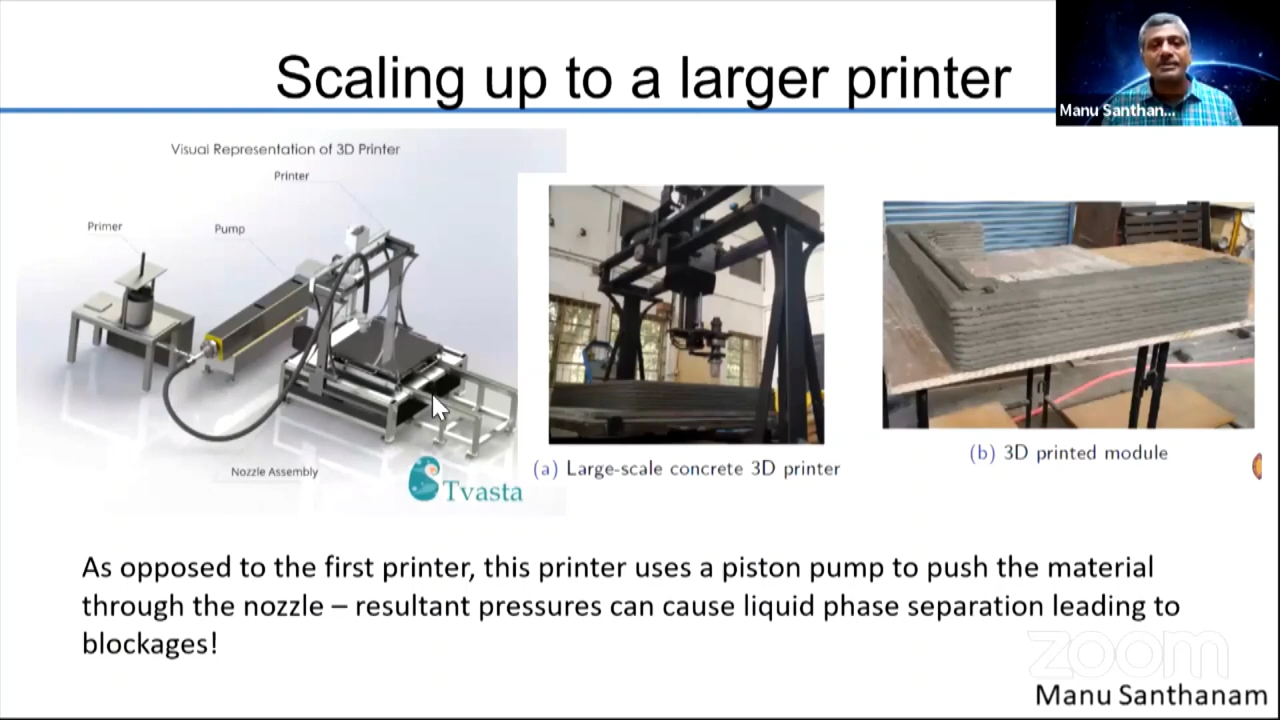 Scaling up to a larger printer
Manu Santhan...
Visual Representation of 3D Printer
Printer
Primer
Pump
Nozzle Assembly
Tvasta
(a) Large-scale concrete 3D printer
(b) 3D printed module
As opposed to the first printer, this printer uses a piston pump to push the material
through the nozzle – resultant pressures can cause liquid phase separation leading to
blockages!
zoom
Manu Santhanam